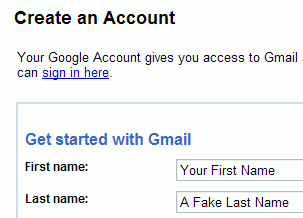 Create an Account
Your Google Account gives you access to Gmail
can sign in here.
Get started with Gmail
First name:
Your First Name
Last name:
A Fake Last Name